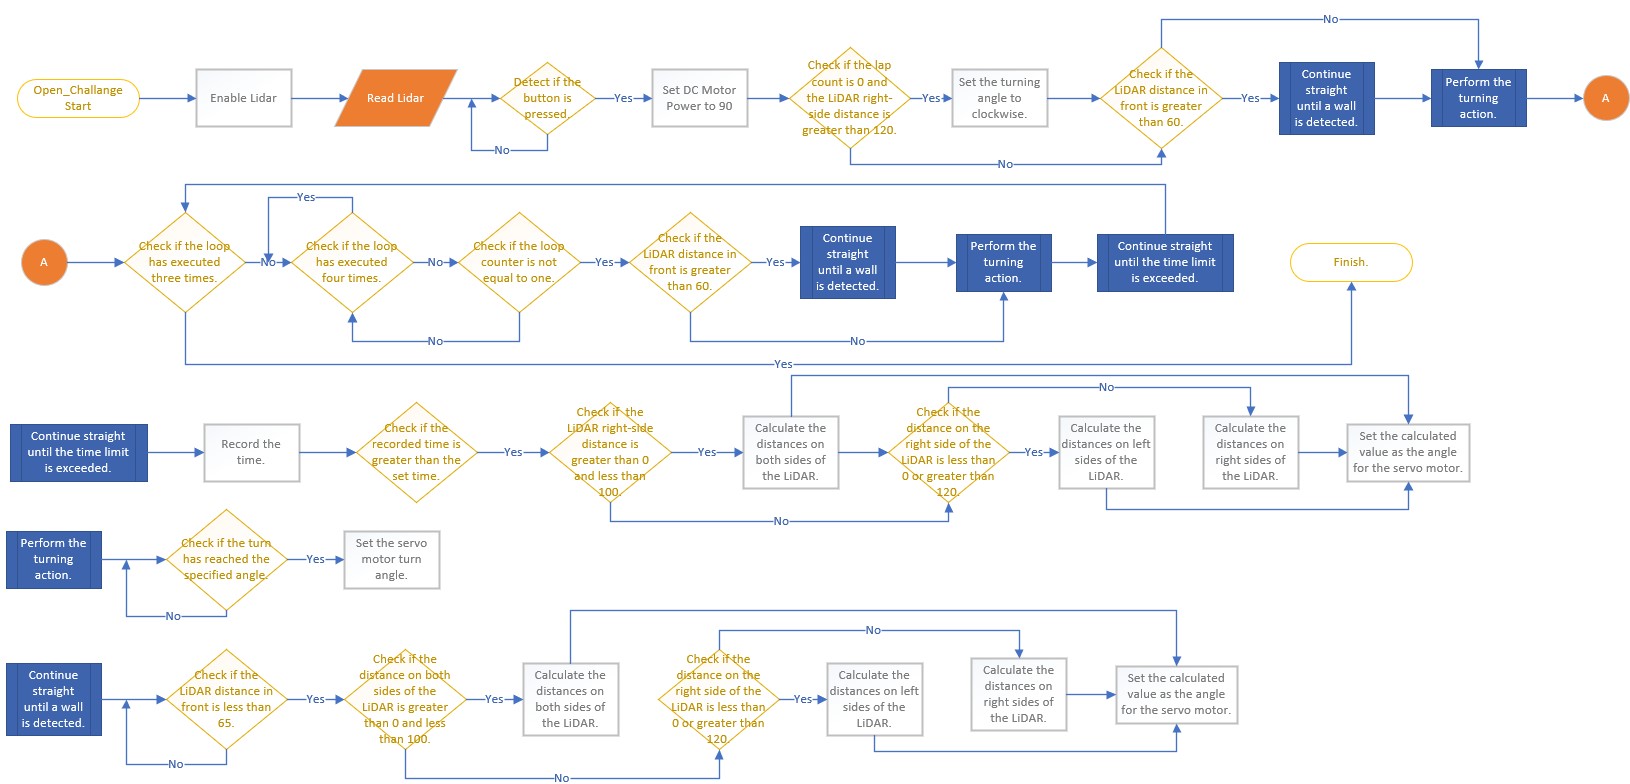 Open_Challange
Start
Enable Lidar
Read Lidar
Detect if the
button is
pressed.
No
Yes
Set DC Motor
Power to 90
Check if the lap
count is 0 and
the LiDAR right-
side distance is
greater than 120.
Yes
No
Set the turning
angle to
clockwise.
Check if the
LiDAR distance in
front is greater
than 60.
No
Yes
Continue
straight
until a wall
is detected.
Perform the
turning
action.
A
A
Check if the loop
has executed
three times.
No
Yes
Yes
Check if the loop
has executed
four times.
No
Check if the loop
counter is not
equal to one.
No
Yes
Check if the
LiDAR distance in
front is greater
than 60.
Yes
No
Continue
straight
until a wall
is detected.
Perform the
turning
action.
Continue straight
until the time limit
is exceeded.
Finish.
Continue straight
until the time limit
is exceeded.
Record the
time.
Check if the
recorded time is
greater than the
set time.
Yes
Check if  the
LiDAR right-side
distance is
greater than 0
and less than
100.
Yes
No
Calculate the
distances on
both sides of
the LiDAR.
Check if the
distance on the
right side of the
LiDAR is less than
0 or greater than
120.
No
Yes
Calculate the
distances on left
sides of the
LiDAR.
Calculate the
distances on
right sides of
the LiDAR.
Set the calculated
value as the angle
for the servo motor.
Perform the
turning
action.
Check if the turn
has reached the
specified angle.
No
Yes
Set the servo
motor turn
angle.
Continue
straight
until a wall
is detected.
Check if the
LiDAR distance in
front is less than
65.
No
Yes
Check if the
distance on both
sides of the
LiDAR is greater
than 0 and less
than 100.
Yes
No
Calculate the
distances on
both sides of
the LiDAR.
Check if the
distance on the
right side of the
LiDAR is less than
0 or greater than
120.
No
Yes
Calculate the
distances on left
sides of the
LiDAR.
Calculate the
distances on
right sides of
the LiDAR.
Set the calculated
value as the angle
for the servo motor.